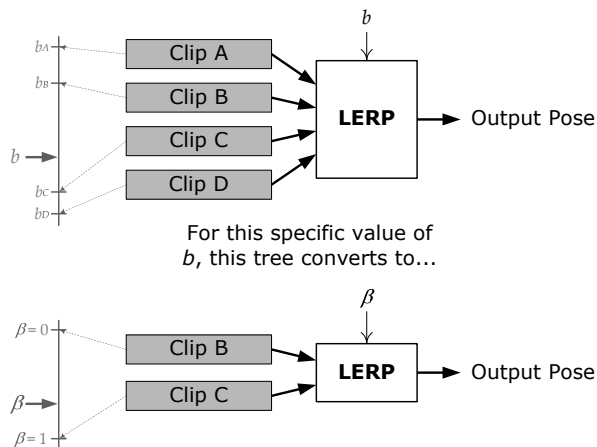 b
bA
Clip A
bB
Clip B
LERP
Output Pose
Clip C
b
bC
Clip D
bD
For this specific value of
b, this tree converts to...
β
β = 0
Clip B
LERP
Output Pose
Clip C
β
β = 1